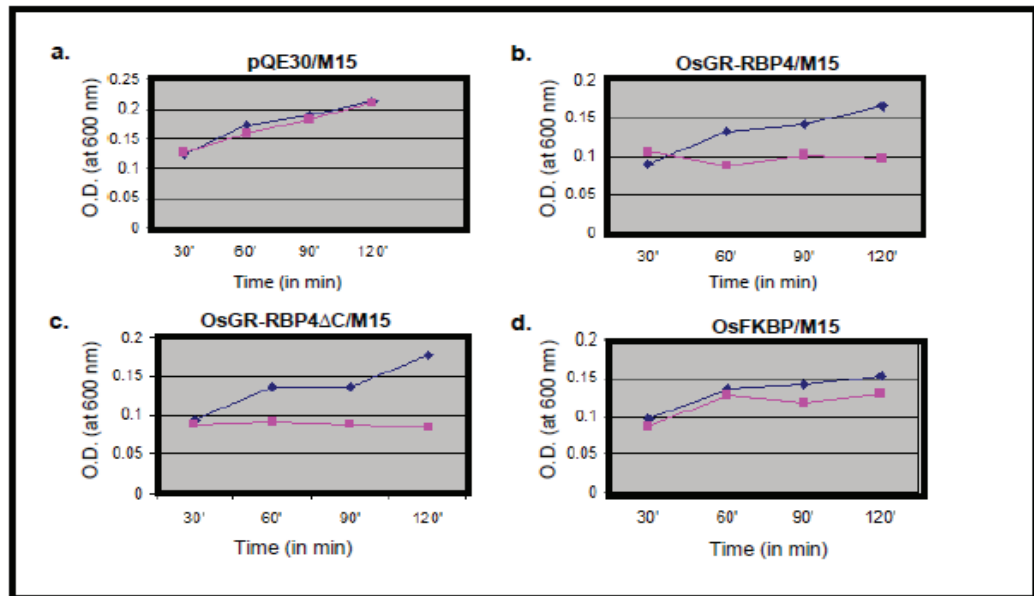 a.
pQE30/M15
O.D. (at 600 nm)
0.25
0.2
0.15
0.1
0.05
0
30' 60' 90' 120'
Time (in min)
b.
OsGR-RBP4/M15
O.D. (at 600 nm)
0.2
0.15
0.1
0.05
0
30' 60' 90' 120'
Time (in min)
c.
OsGR-RBP4ΔC/M15
O.D. (at 600 nm)
0.2
0.15
0.1
0.05
0
30' 60' 90' 120'
Time (in min)
d.
OsFKBP/M15
O.D. (at 600 nm)
0.2
0.15
0.1
0.05
0
30' 60' 90' 120'
Time (in min)